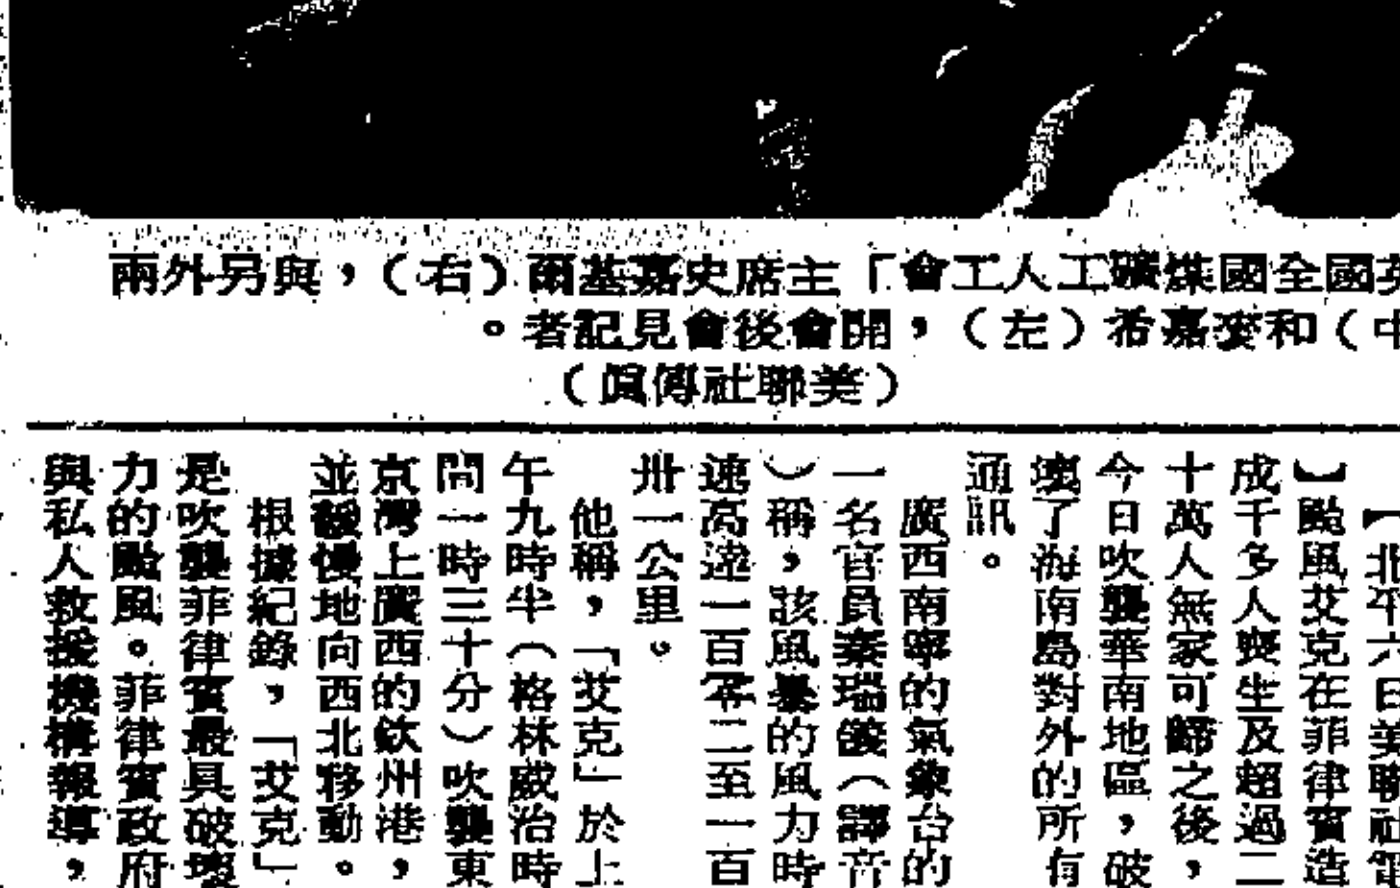 英國全國煤礦工人工會「主席史嘉基爾（右），與另外兩
（中）和麥嘉希（左），開會後會見記者。
（美聯社傳眞）
【北平六日美聯社電
】颱風艾克在菲律賓造
成千多人喪生及超過二
十萬人無家可歸之後，
今日吹襲華南地區，破
壞了海南島對外的所有
通訊。
廣西南寧的氣象台的
一名官員秦瑞（譯音
）稱，該風暴的風力時
速高達一百零三至一百
卅一公里。
他稱，「艾克」於上
午九時半（格林威治時
間一時三十分）吹襲東
京灣上廣西的欽州港，
並緩慢地向西北移動。
根據紀錄，「艾克」
是吹襲菲律賓最具破壞
力的颱風。菲律賓政府
與私人救援機構報導，